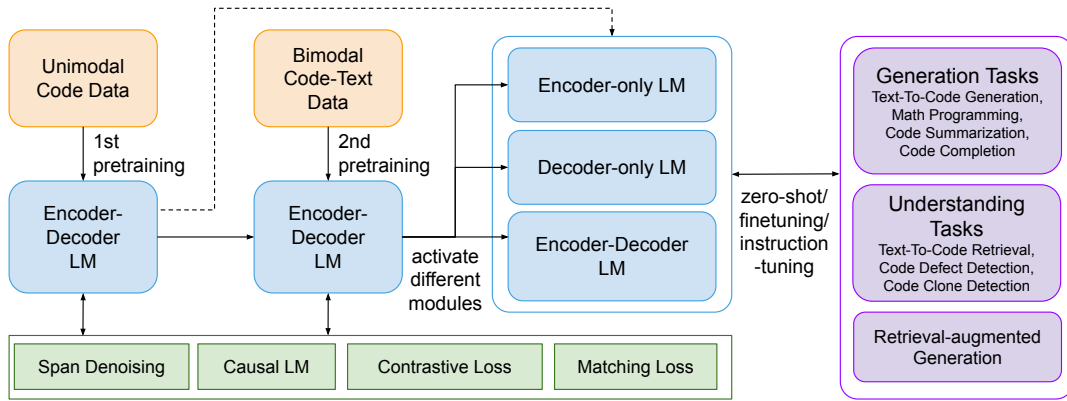 Unimodal
Code Data
1st
pretraining
Encoder-
Decoder
LM
Bimodal
Code-Text
Data
2nd
pretraining
Encoder-
Decoder
LM
activate
different
modules
Encoder-only LM
Decoder-only LM
Encoder-Decoder
LM
zero-shot/
finetuning/
instruction
-tuning
Generation Tasks
Text-To-Code Generation,
Math Programming,
Code Summarization,
Code Completion
Understanding
Tasks
Text-To-Code Retrieval,
Code Defect Detection,
Code Clone Detection
Retrieval-augmented
Generation
Span Denoising
Causal LM
Contrastive Loss
Matching Loss